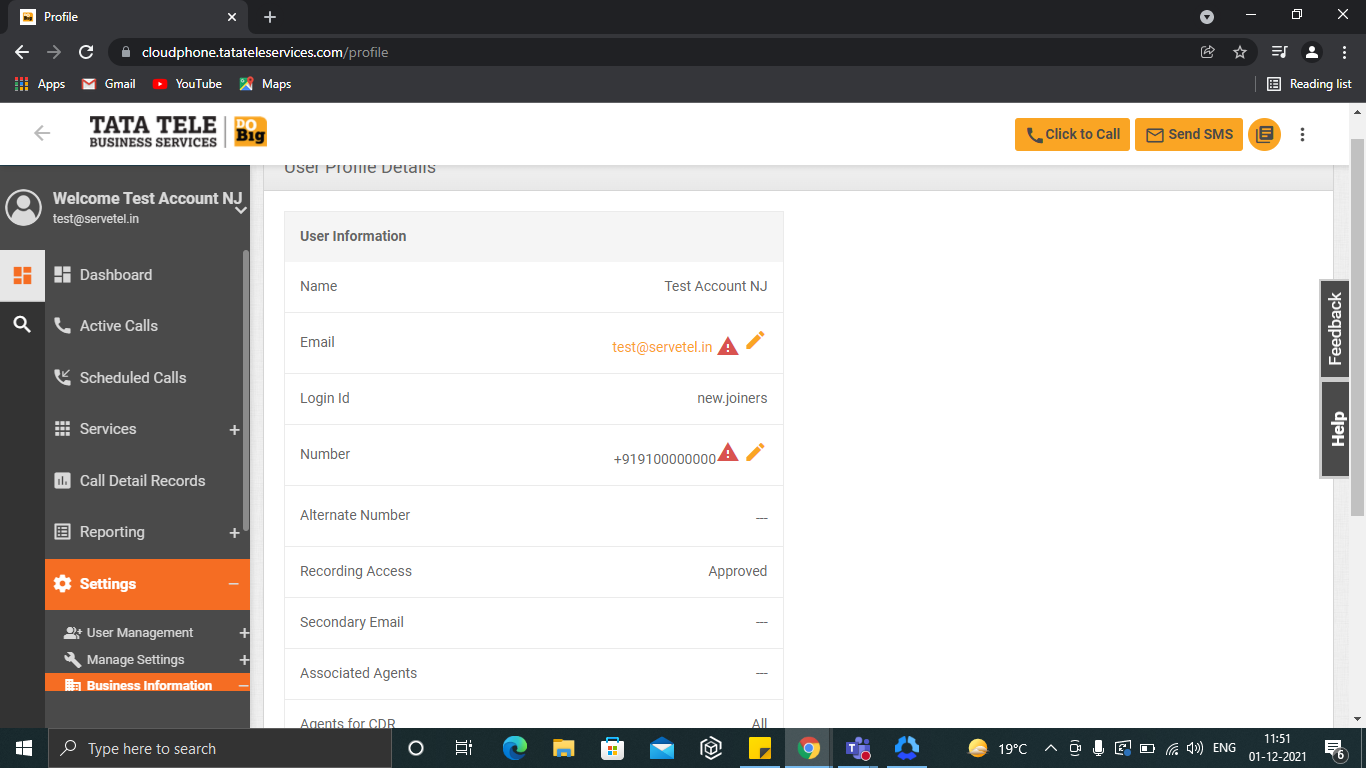 Profile
cloudphone.tatateleservices.com/profile
Apps
Gmail
YouTube
Maps
Reading list
TATA TELE
BUSINESS SERVICES
DO
B1g
Click to Call
Send SMS
User Profile Details
Welcome Test Account NJ
test@servetel.in
Dashboard
Active Calls
Scheduled Calls
Services +
Call Detail Records
Reporting +
Settings −
User Management +
Manage Settings +
Business Information −
User Information
Name Test Account NJ
Email test@servetel.in
Login Id new.joiners
Number +919100000000
Alternate Number ---
Recording Access Approved
Secondary Email ---
Associated Agents ---
Agents for CDR All
Feedback
Help
Type here to search
19°C
ENG
11:51
01-12-2021
6